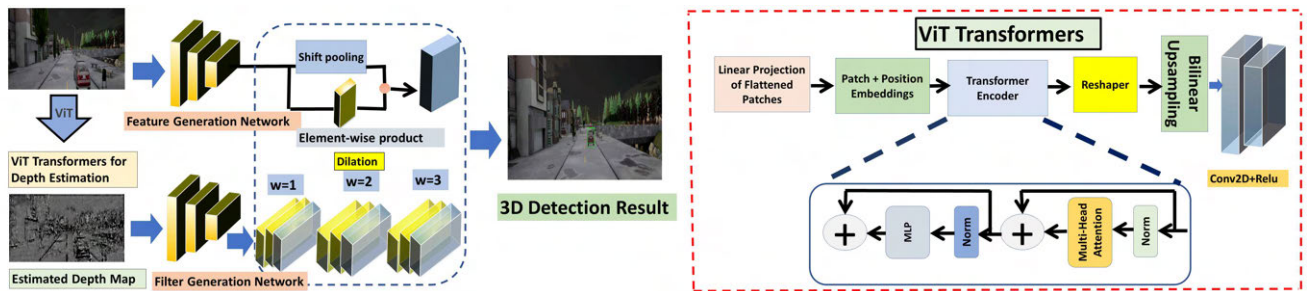 ViT
ViT Transformers for
Depth Estimation
Estimated Depth Map
Feature Generation Network
Filter Generation Network
Shift pooling
Element-wise product
Dilation
w=1
w=2
w=3
3D Detection Result
ViT Transformers
Linear Projection
of Flattened
Patches
Patch + Position
Embeddings
Transformer
Encoder
Reshaper
Bilinear
Upsampling
Conv2D+Relu
+
MLP
Norm
+
Multi-Head
Attention
Norm